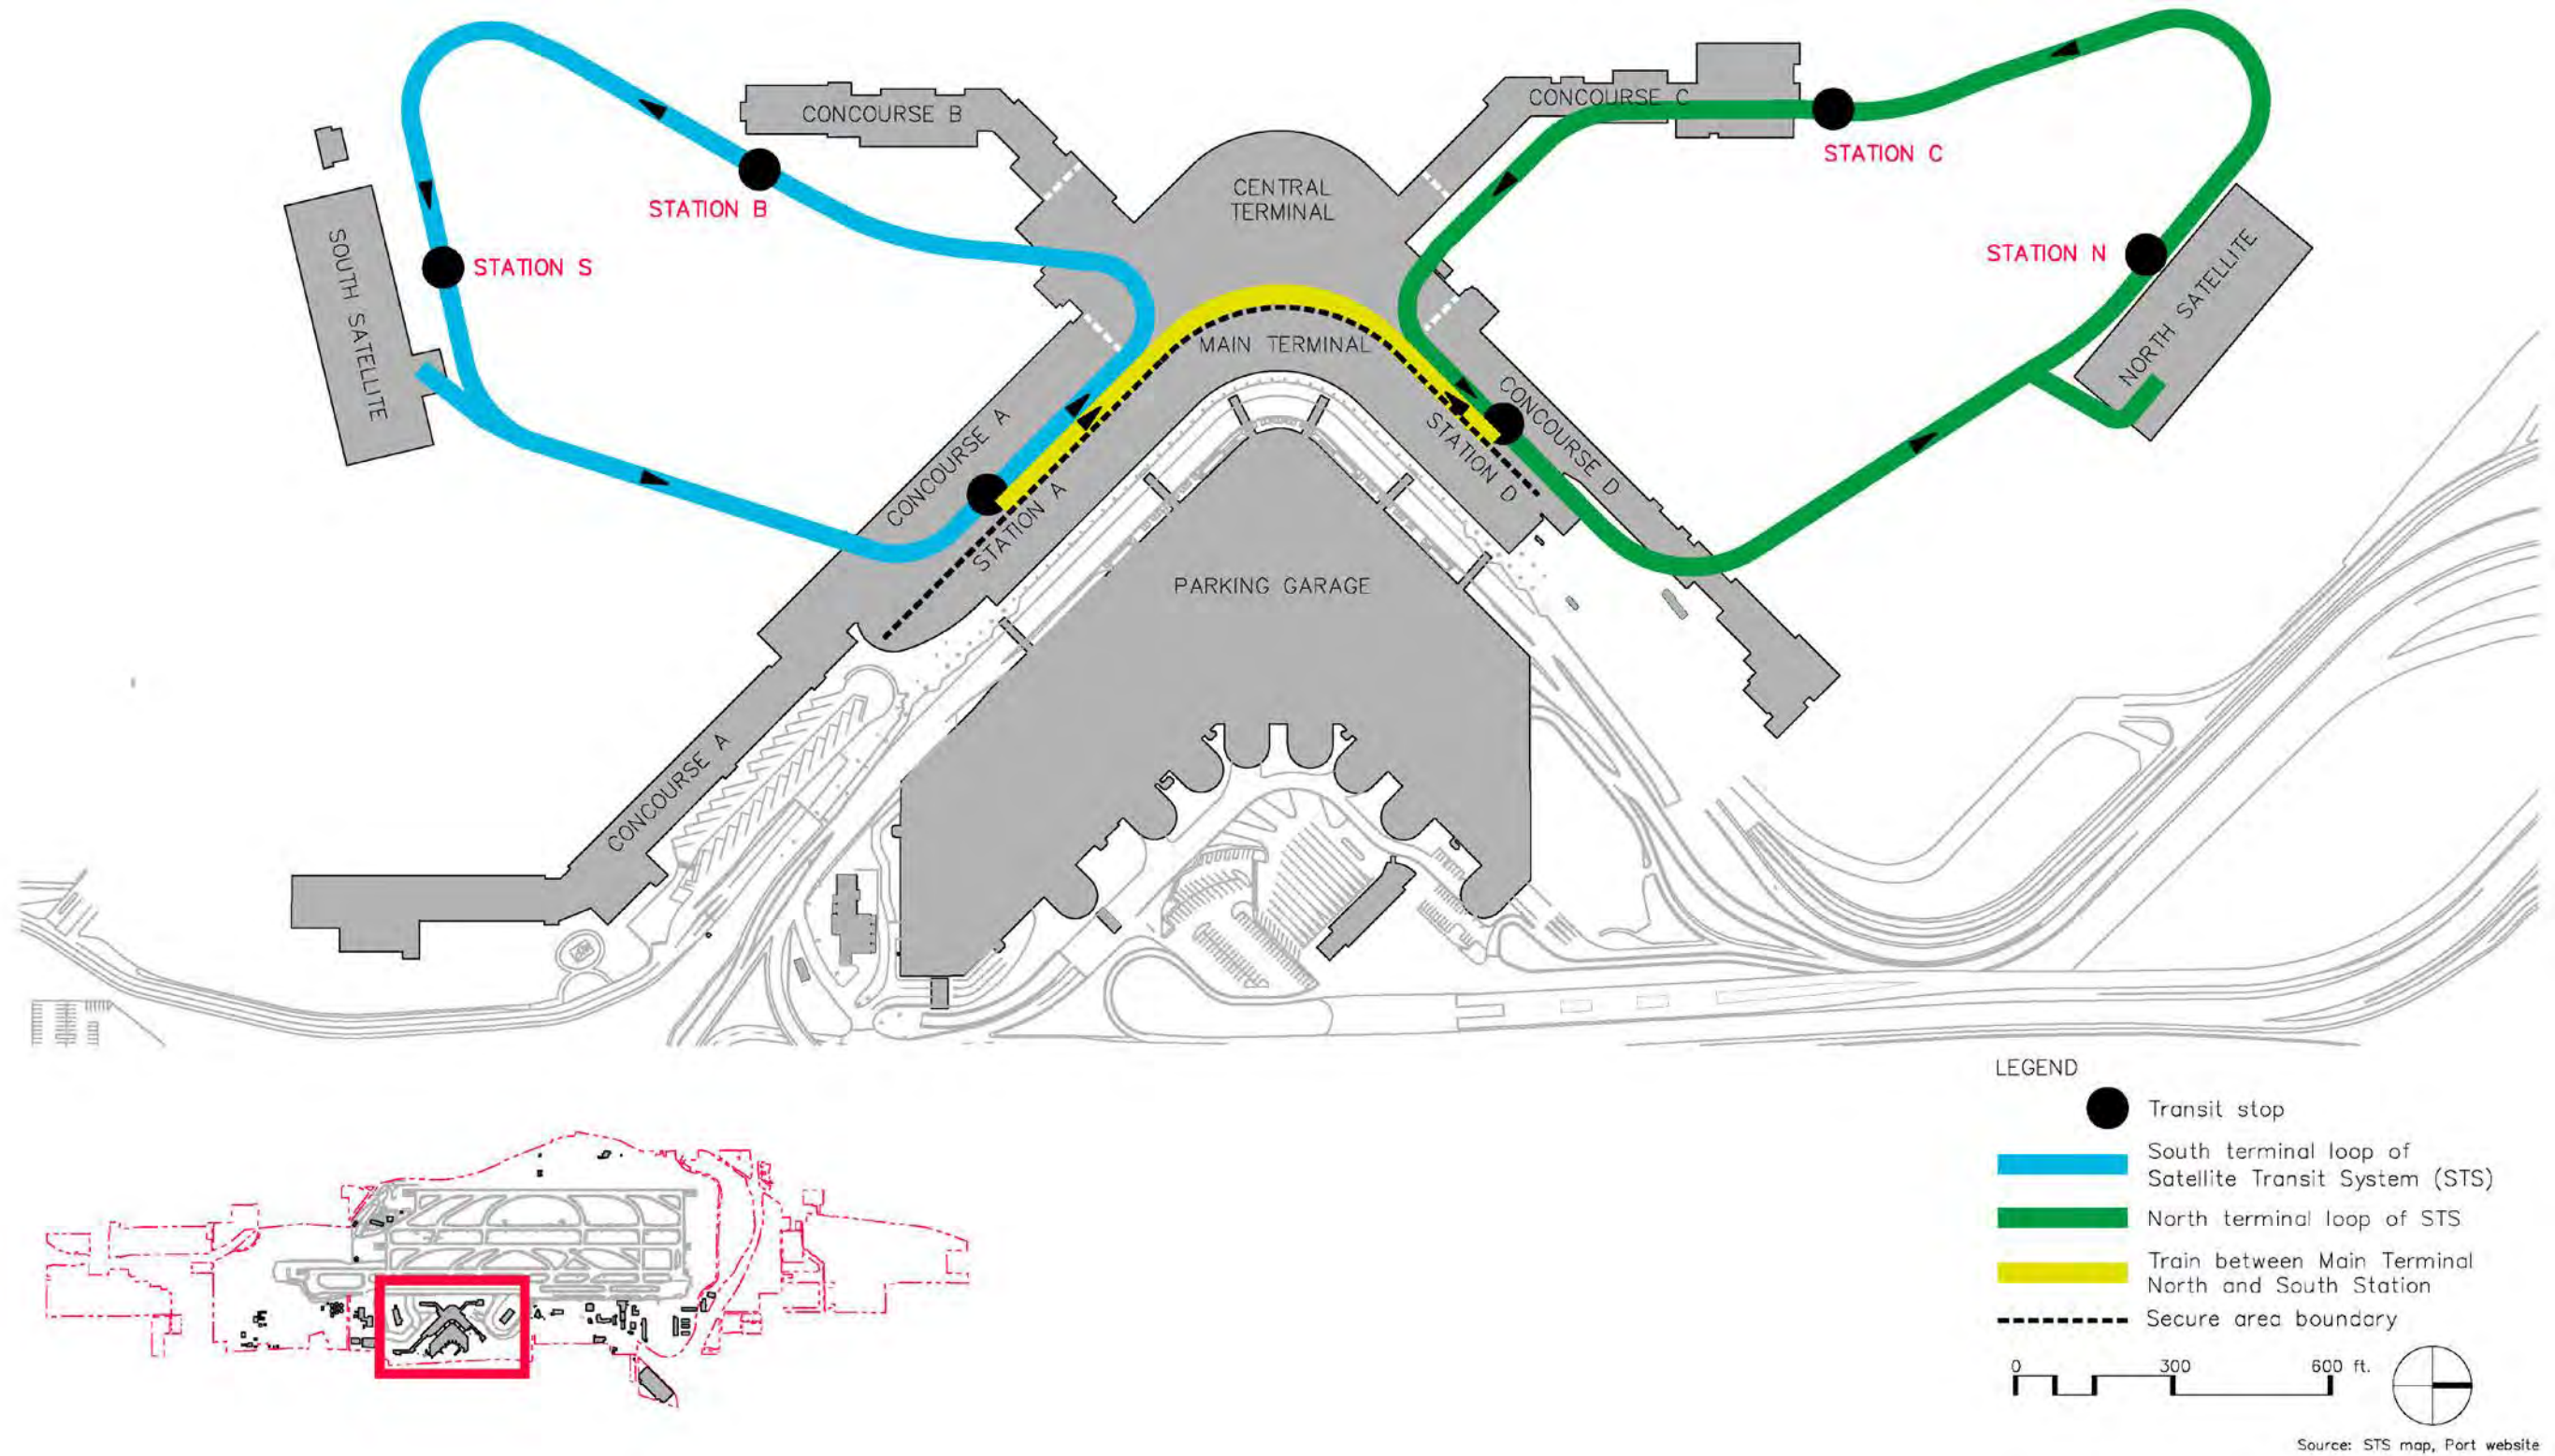 CONCOURSE B
CONCOURSE C
STATION C
STATION B
CENTRAL
TERMINAL
STATION S
STATION N
SOUTH SATELLITE
NORTH SATELLITE
MAIN TERMINAL
CONCOURSE A
STATION A
STATION D
CONCOURSE D
PARKING GARAGE
CONCOURSE A
LEGEND
Transit stop
South terminal loop of
Satellite Transit System (STS)
North terminal loop of STS
Train between Main Terminal
North and South Station
Secure area boundary
0 300 600 ft.
Source: STS map, Port website